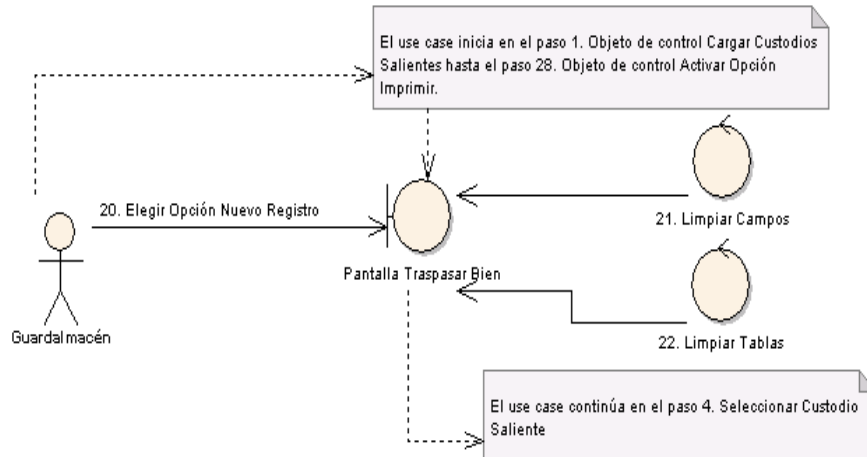 El use case inicia en el paso 1. Objeto de control Cargar Custodios
Salientes hasta el paso 28. Objeto de control Activar Opción
Imprimir.
20. Elegir Opción Nuevo Registro
21. Limpiar Campos
Pantalla Traspasar Bien
Guardalmacén
22. Limpiar Tablas
El use case continúa en el paso 4. Seleccionar Custodio
Saliente